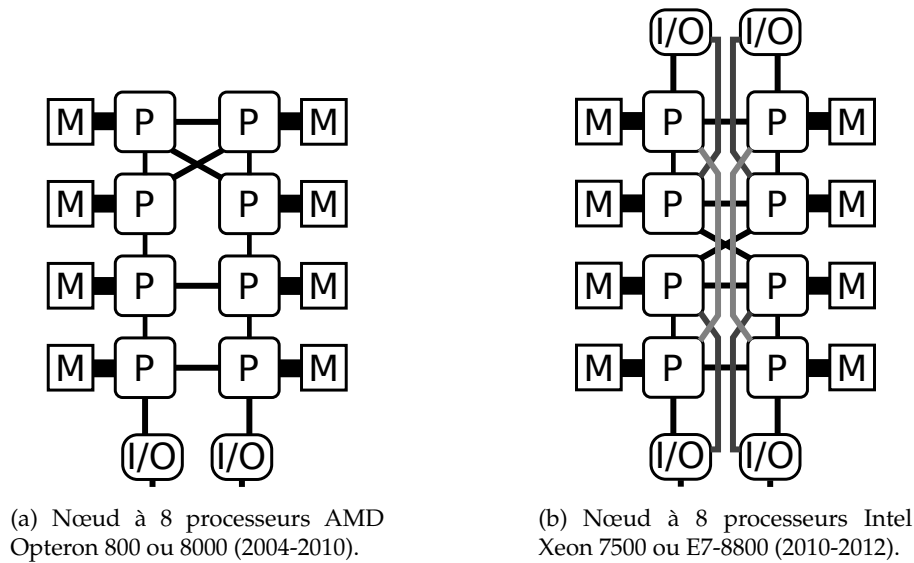 I/O I/O
M P P M M P P M
M P P M M P P M
M P P M M P P M
M P P M M P P M
I/O I/O I/O I/O
(a) Nœud à 8 processeurs AMD
Opteron 800 ou 8000 (2004-2010).
(b) Nœud à 8 processeurs Intel
Xeon 7500 ou E7-8800 (2010-2012).